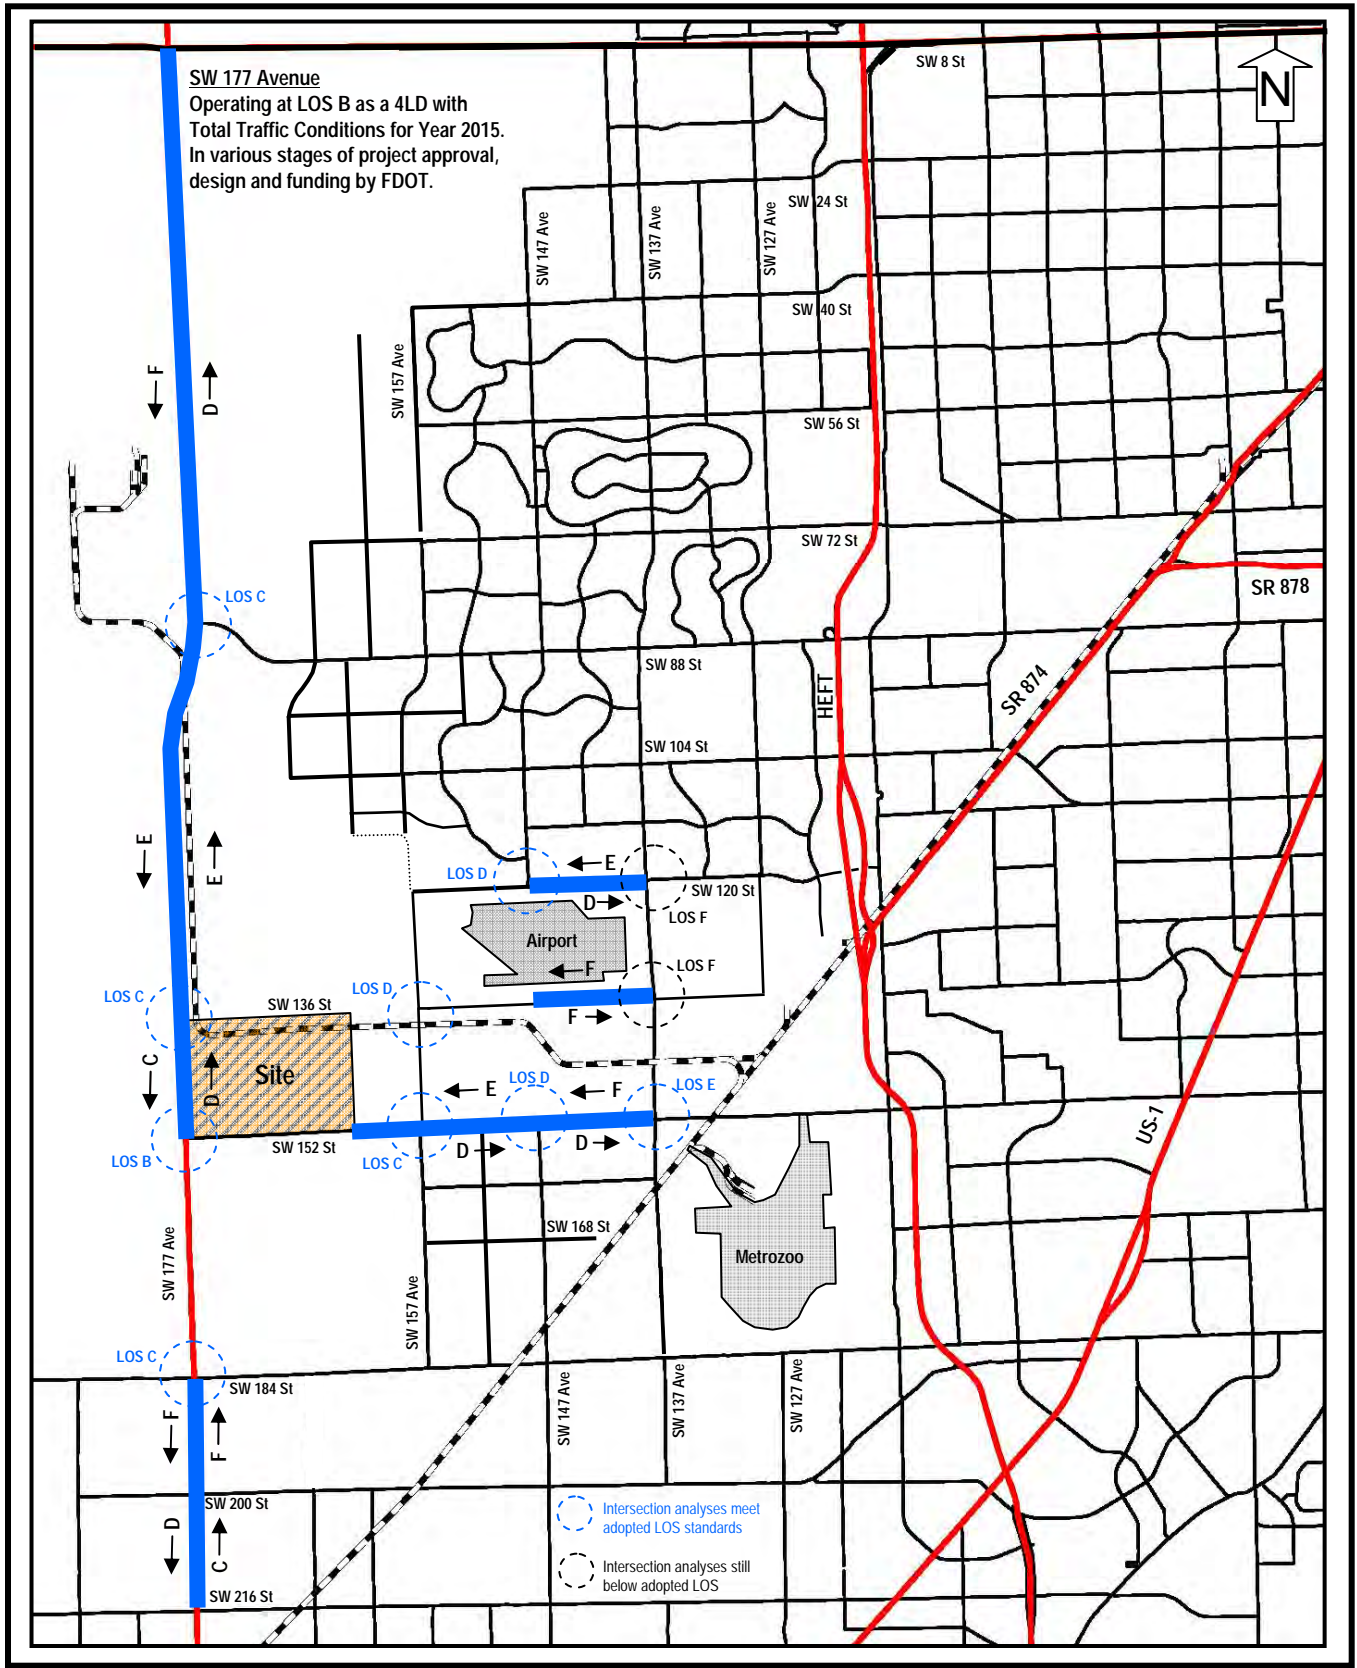 SW 177 Avenue
Operating at LOS B as a 4LD with
Total Traffic Conditions for Year 2015.
In various stages of project approval,
design and funding by FDOT.
SW 8 St
N
SW 24 St
SW 147 Ave
SW 137 Ave
SW 127 Ave
SW 40 St
SW 157 Ave
F
D
SW 56 St
SW 72 St
SR 878
LOS C
SW 88 St
SR 874
HEFT
SW 104 St
E
E
LOS D
E
SW 120 St
D
LOS F
Airport
F
LOS F
LOS C
SW 136 St
LOS D
F
C
D
Site
E
LOS D
F
LOS E
US-1
SW 152 St
LOS B
LOS C
D
D
SW 168 St
Metrozoo
SW 177 Ave
SW 157 Ave
LOS C
SW 184 St
F
F
SW 147 Ave
SW 137 Ave
SW 127 Ave
SW 200 St
D
C
SW 216 St
Intersection analyses meet
adopted LOS standards
Intersection analyses still
below adopted LOS